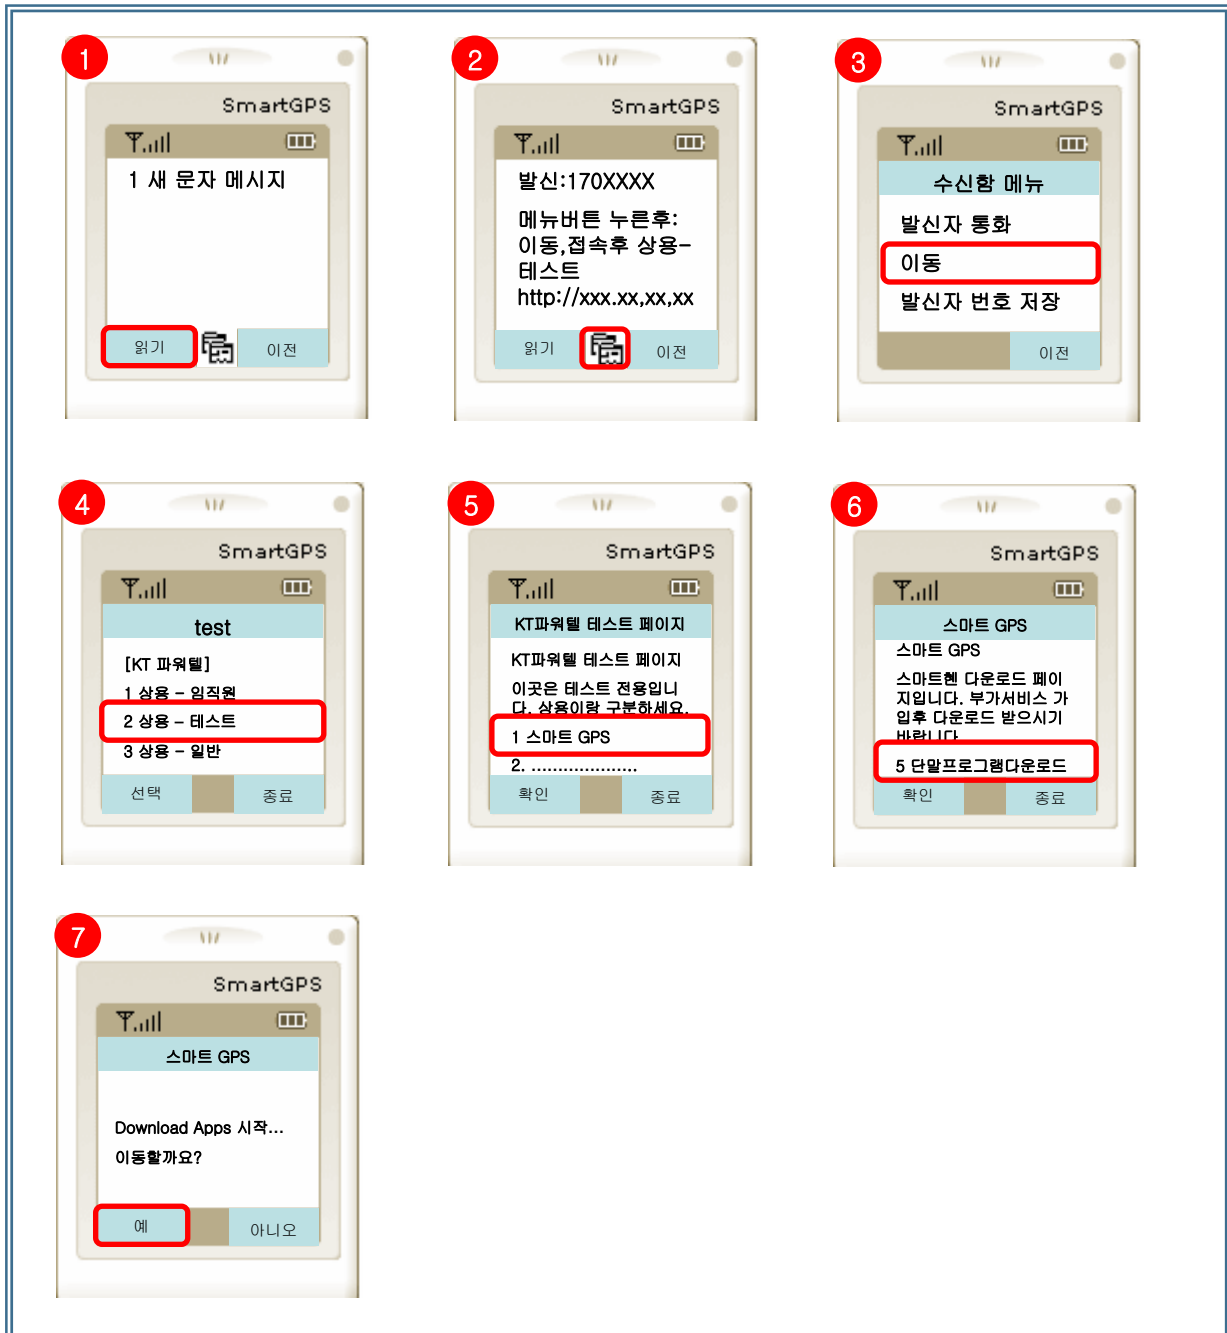 1
SmartGPS
1 새 문자 메시지
읽기
이전
2
SmartGPS
발신:170XXXX
메뉴버튼 누른후:
이동,접속후 상용-
테스트
http://xxx.xx,xx,xx
읽기
이전
3
SmartGPS
수신함 메뉴
발신자 통화
이동
발신자 번호 저장
이전
4
SmartGPS
test
[KT 파워텔]
1 상용 – 임직원
2 상용 – 테스트
3 상용 – 일반
선택
종료
5
SmartGPS
KT파워텔 테스트 페이지
KT파워텔 테스트 페이지
이곳은 테스트 전용입니
다. 상용이랑 구분하세요.
1 스마트 GPS
2. ....................
확인
종료
6
SmartGPS
스마트 GPS
스마트 GPS
스마트헨 다운로드 페이
지입니다. 부가서비스 가
입후 다운로드 받으시기
바랍니다
5 단말프로그램다운로드
확인
종료
7
SmartGPS
스마트 GPS
Download Apps 시작...
이동할까요?
예
아니오